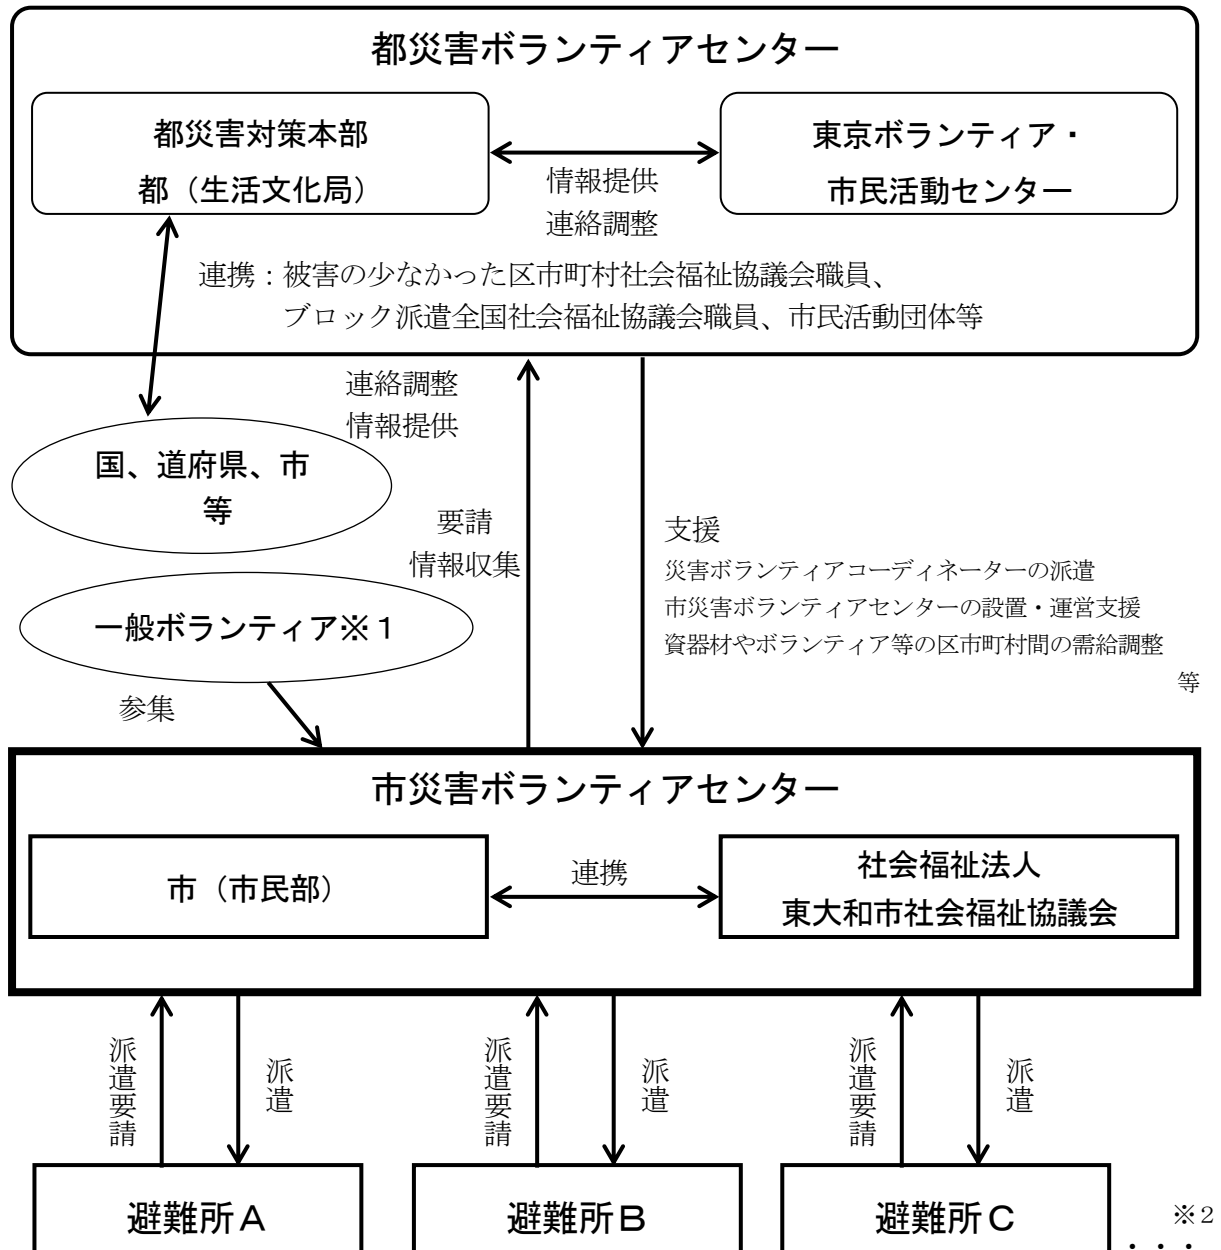 都災害ボランティアセンター
都災害対策本部
都（生活文化局）
情報提供
連絡調整
東京ボランティア・
市民活動センター
連携：被害の少なかった区市町村社会福祉協議会職員、
ブロック派遣全国社会福祉協議会職員、市民活動団体等
連絡調整
情報提供
国、道府県、市
等
要請
情報収集
支援
災害ボランティアコーディネーターの派遣
市災害ボランティアセンターの設置・運営支援
資器材やボランティア等の区市町村間の需給調整
等
一般ボランティア※１
参集
市災害ボランティアセンター
市（市民部）
連携
社会福祉法人
東大和市社会福祉協議会
派遣要請
派遣
派遣要請
派遣
派遣要請
派遣
避難所Ａ
避難所Ｂ
避難所Ｃ
※２
・・・